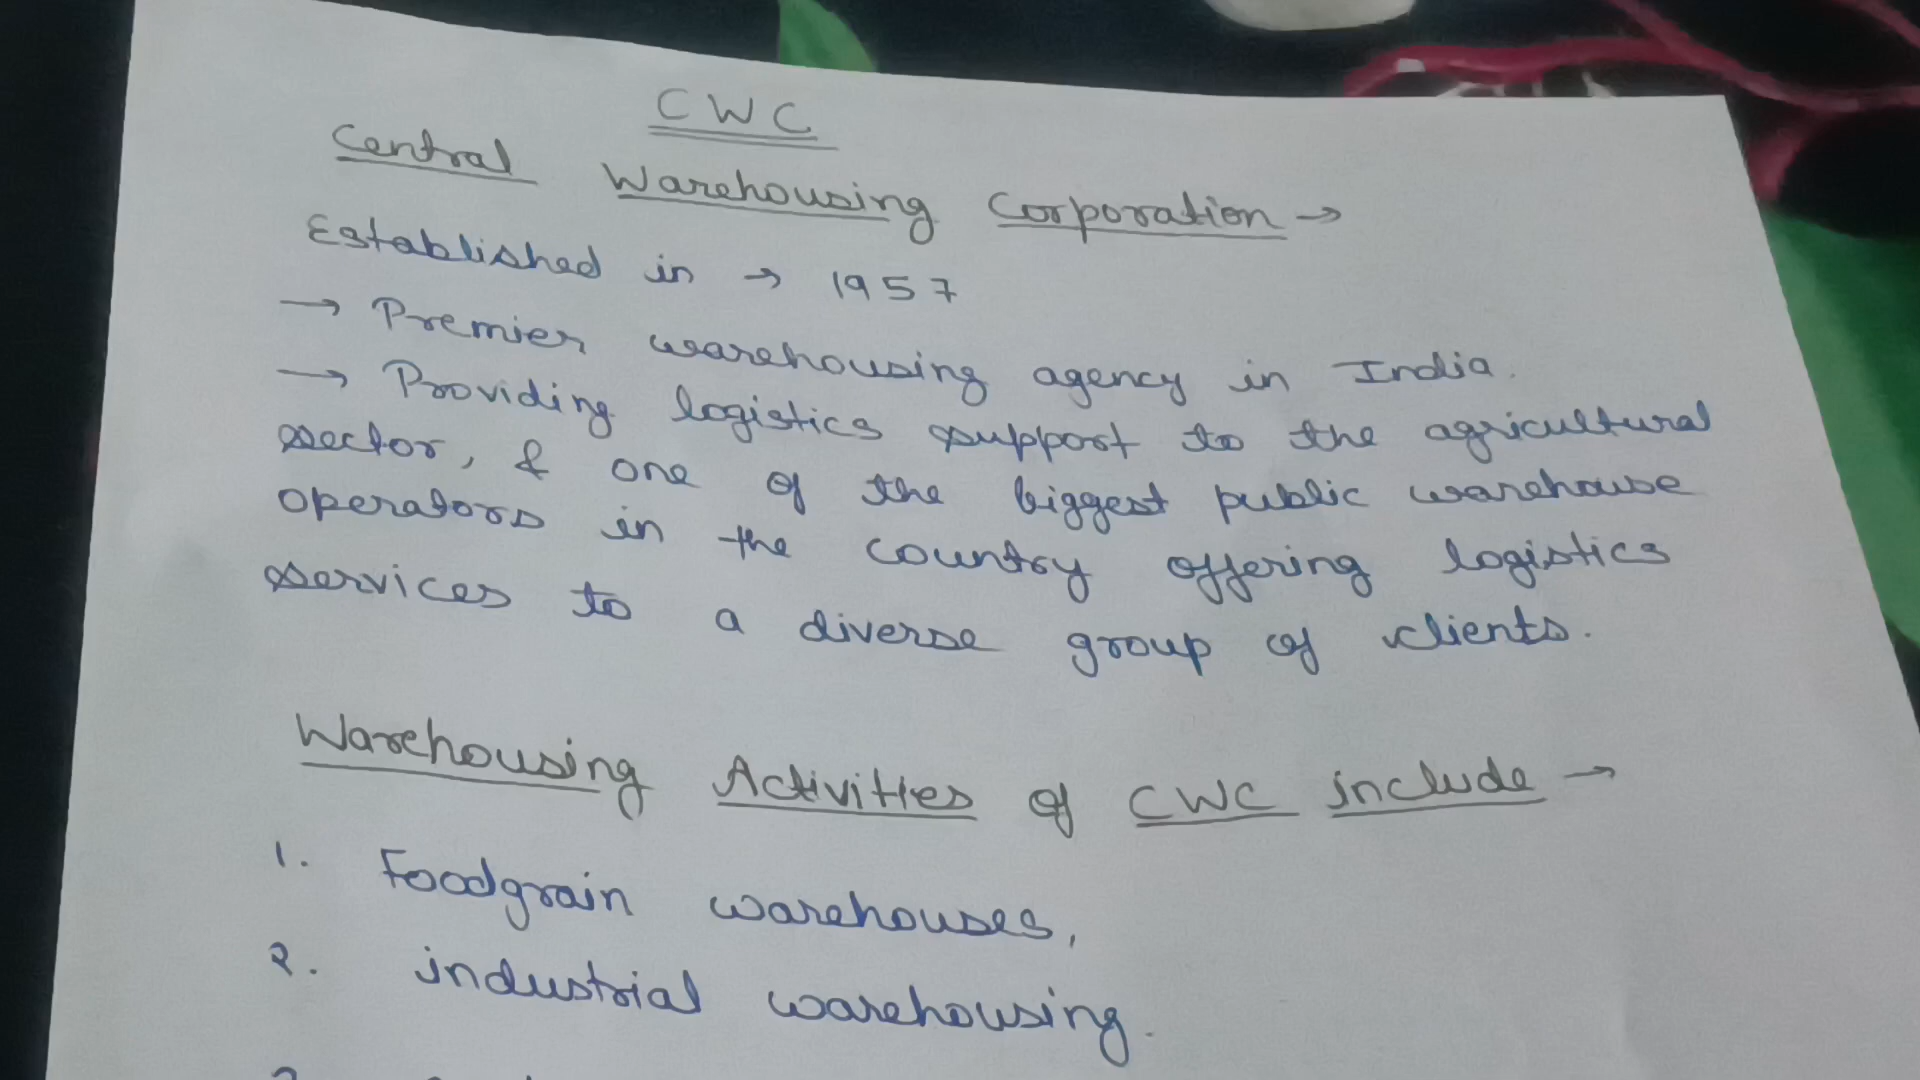 CWC
Central Warehousing Corporation →
Established in → 1957
→ Premier warehousing agency in India.
→ Providing logistics support to the agricultural
sector, & one of the biggest public warehouse
operators in the country offering logistics
services to a diverse group of clients.
Warehousing Activities of CWC include →
1. Foodgrain warehouses,
2. industrial warehousing.